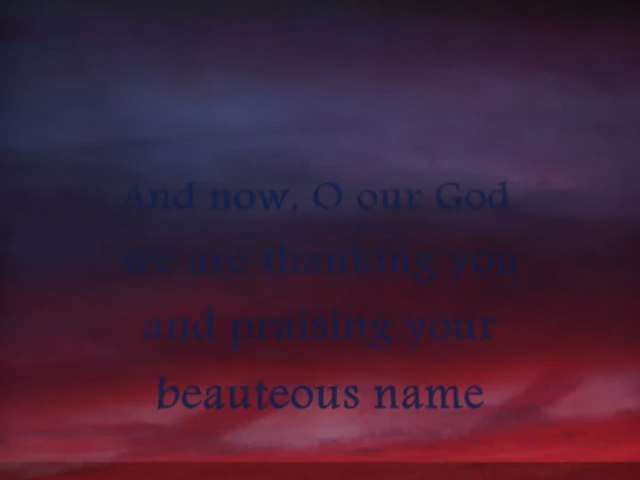 And now, O our God
we are thanking you
and praising your
beauteous name